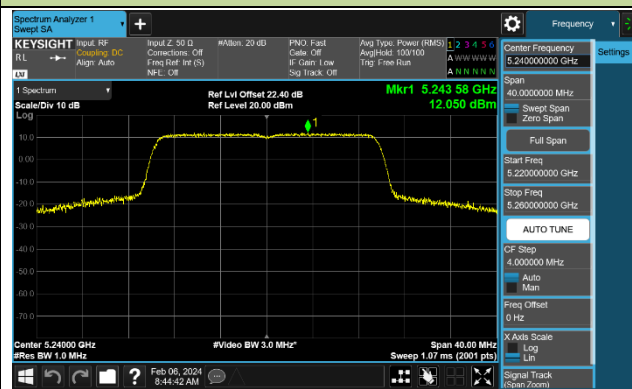 Spectrum Analyzer 1
Swept SA
Frequency
Settings
KEYSIGHT
RL
LXI
Input: RF
Coupling: DC
Align: Auto
Input Z: 50 Ω
Corrections: Off
Freq Ref: Int (S)
NFE: Off
#Atten: 20 dB
PNO: Fast
Gate: Off
IF Gain: Low
Sig Track: Off
Avg Type: Power (RMS)
Avg|Hold: 100/100
Trig: Free Run
1 2 3 4 5 6
A W W W W W
A N N N N N
1 Spectrum
Scale/Div 10 dB
Log
Ref Lvl Offset 22.40 dB
Ref Level 20.00 dBm
Mkr1 5.243 58 GHz
12.050 dBm
1
10.0
0.00
-10.0
-20.0
-30.0
-40.0
-50.0
-60.0
-70.0
Center 5.24000 GHz
#Res BW 1.0 MHz
#Video BW 3.0 MHz*
Span 40.00 MHz
Sweep 1.07 ms (2001 pts)
Center Frequency
5.240000000 GHz
Span
40.0000000 MHz
Swept Span
Zero Span
Full Span
Start Freq
5.220000000 GHz
Stop Freq
5.260000000 GHz
AUTO TUNE
CF Step
4.000000 MHz
Auto
Man
Freq Offset
0 Hz
X Axis Scale
Log
Lin
Signal Track
(Span Zoom)
Feb 06, 2024
8:44:42 AM